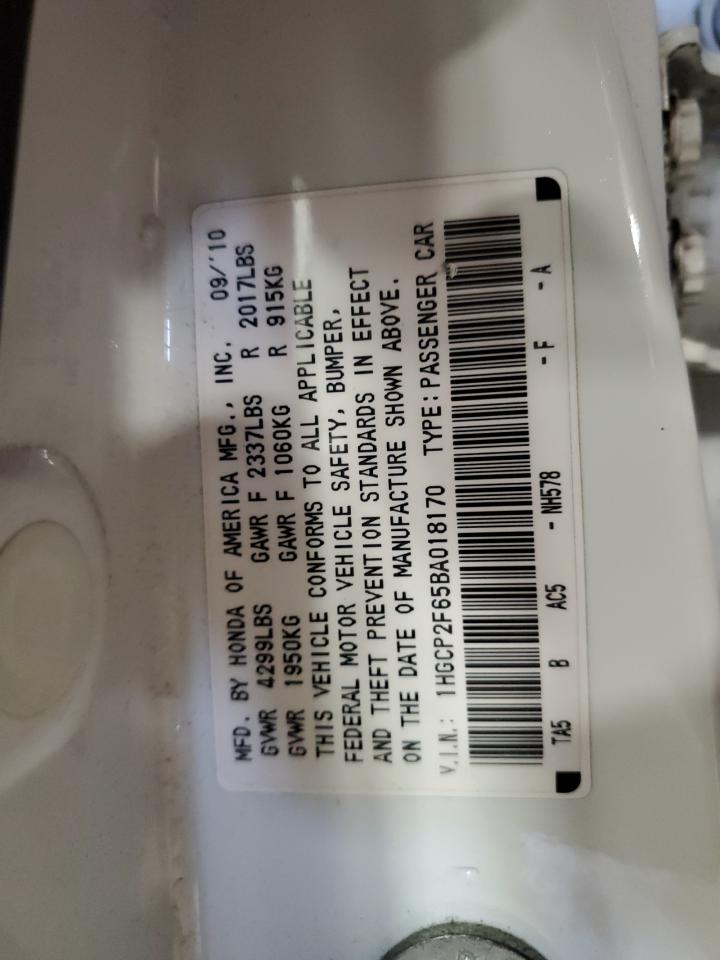 MFD. BY HONDA OF AMERICA MFG., INC. 09/'10
GVWR 4299LBS GAWR F 2337LBS R 2017LBS
GVWR 1950KG GAWR F 1060KG R 915KG
THIS VEHICLE CONFORMS TO ALL APPLICABLE
FEDERAL MOTOR VEHICLE SAFETY, BUMPER,
AND THEFT PREVENTION STANDARDS IN EFFECT
ON THE DATE OF MANUFACTURE SHOWN ABOVE.
V.I.N.: 1HGCP2F65BA018170 TYPE:PASSENGER CAR
TA5 B AC5 - NH578 - F - A